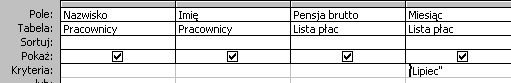 Pole: Nazwisko Imię Pensja brutto Miesiąc
Tabela: Pracownicy Pracownicy Lista płac Lista płac
Sortuj:
Pokaż:
Kryteria: "Lipiec"
lub: